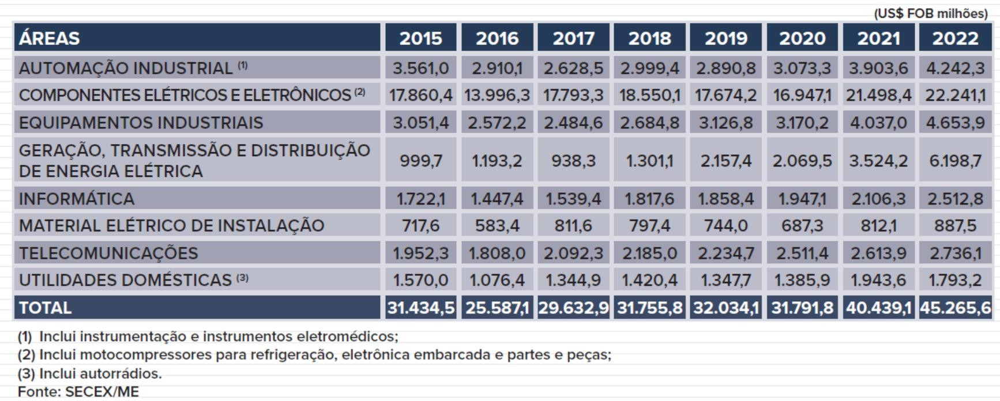 (US$ FOB milhões)
ÁREAS 2015 2016 2017 2018 2019 2020 2021 2022
AUTOMAÇÃO INDUSTRIAL (1) 3.561,0 2.910,1 2.628,5 2.999,4 2.890,8 3.073,3 3.903,6 4.242,3
COMPONENTES ELÉTRICOS E ELETRÔNICOS (2) 17.860,4 13.996,3 17.793,3 18.550,1 17.674,2 16.947,1 21.498,4 22.241,1
EQUIPAMENTOS INDUSTRIAIS 3.051,4 2.572,2 2.484,6 2.684,8 3.126,8 3.170,2 4.037,0 4.653,9
GERAÇÃO, TRANSMISSÃO E DISTRIBUIÇÃO
DE ENERGIA ELÉTRICA 999,7 1.193,2 938,3 1.301,1 2.157,4 2.069,5 3.524,2 6.198,7
INFORMÁTICA 1.722,1 1.447,4 1.539,4 1.817,6 1.858,4 1.947,1 2.106,3 2.512,8
MATERIAL ELÉTRICO DE INSTALAÇÃO 717,6 583,4 811,6 797,4 744,0 687,3 812,1 887,5
TELECOMUNICAÇÕES 1.952,3 1.808,0 2.092,3 2.185,0 2.234,7 2.511,4 2.613,9 2.736,1
UTILIDADES DOMÉSTICAS (3) 1.570,0 1.076,4 1.344,9 1.420,4 1.347,7 1.385,9 1.943,6 1.793,2
TOTAL 31.434,5 25.587,1 29.632,9 31.755,8 32.034,1 31.791,8 40.439,1 45.265,6
(1) Inclui instrumentação e instrumentos eletromédicos;
(2) Inclui motocompressores para refrigeração, eletrônica embarcada e partes e peças;
(3) Inclui autorrádios.
Fonte: SECEX/ME